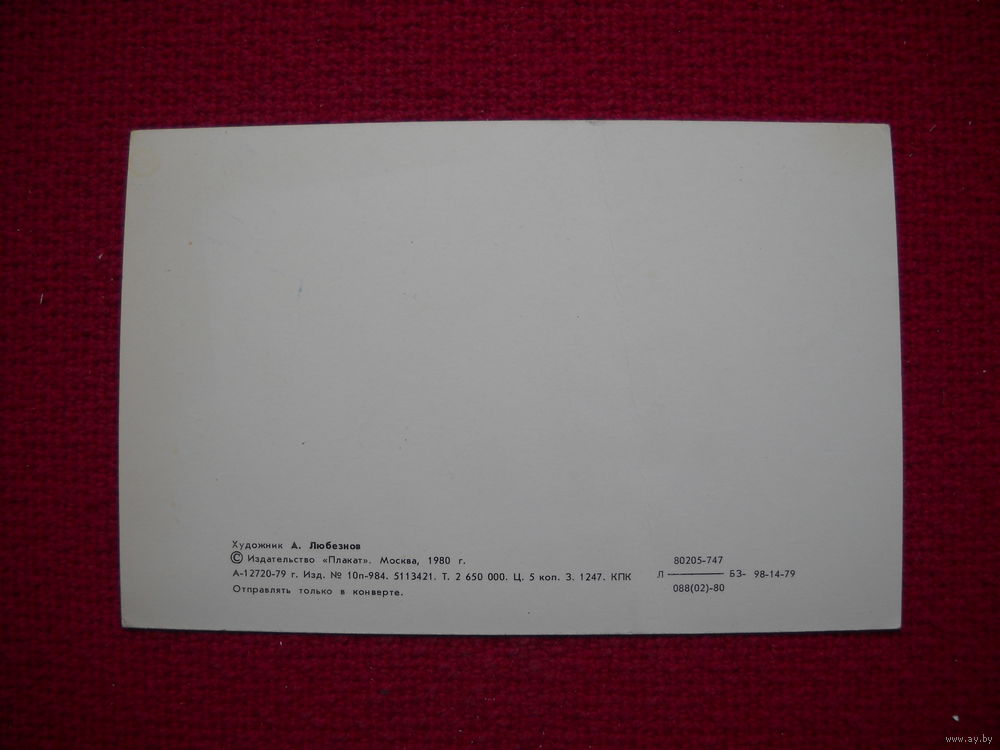 Художник А. Любезнов
© Издательство «Плакат». Москва, 1980 г.
А-12720-79 г. Изд. № 10п-984. 5113421. Т. 2 650 000. Ц. 5 коп. З. 1247. КПК
Отправлять только в конверте.
80205-747
Л ——— БЗ- 98-14-79
088(02)-80
www.ay.by